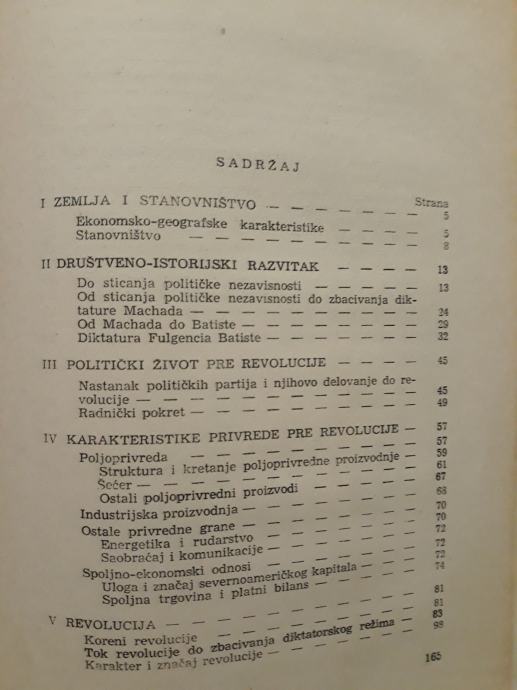 SADRŽAJ
Strana
I ZEMLJA I STANOVNIŠTVO — — — — — 5
Ekonomsko-geografske karakteristike — — — — 5
Stanovništvo — — — — — — — — 8
II DRUŠTVENO-ISTORIJSKI RAZVITAK — — — — 13
Do sticanja političke nezavisnosti — — — — 13
Od sticanja političke nezavisnosti do zbacivanja dik-
tature Machada — — — — — — — — 24
Od Machada do Batiste — — — — — — 29
Diktatura Fulgencia Batiste — — — — — 32
III POLITIČKI ŽIVOT PRE REVOLUCIJE — — — — 45
Nastanak političkih partija i njihovo delovanje do re-
volucije — — — — — — — — — 45
Radnički pokret — — — — — — — — 49
IV KARAKTERISTIKE PRIVREDE PRE REVOLUCIJE — 57
Poljoprivreda — — — — — — — — 57
Struktura i kretanje poljoprivredne proizvodnje — 59
Šećer — — — — — — — — — 61
Ostali poljoprivredni proizvodi — — — — 67
Industrijska proizvodnja — — — — — — 68
Ostale privredne grane — — — — — — 70
Energetika i rudarstvo — — — — — — 70
Saobraćaj i komunikacije — — — — — 72
Spoljno-ekonomski odnosi — — — — — 72
Uloga i značaj severnoameričkog kapitala — — — 72
Spoljna trgovina i platni bilans — — — — 74
V REVOLUCIJA — — — — — — — — 81
Koreni revolucije — — — — — — — 81
Tok revolucije do zbacivanja diktatorskog režima — 83
Karakter i značaj revolucije — — — — — 98
165